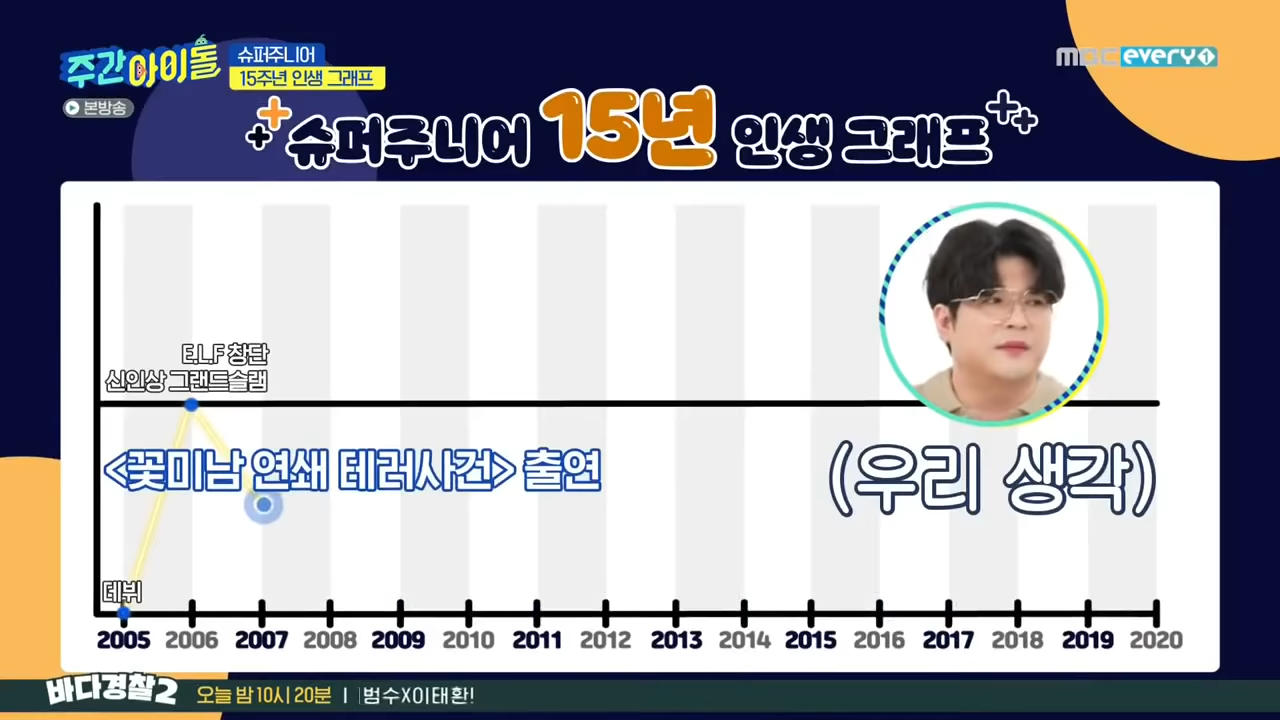 주간아이돌
슈퍼주니어
15주년 인생 그래프
본방송
MBC every1
슈퍼주니어 15년 인생 그래프
E.L.F 창단
신인상 그랜드슬램
<꽃미남 연쇄 테러사건> 출연
(우리 생각)
데뷔
2005 2006 2007 2008 2009 2010 2011 2012 2013 2014 2015 2016 2017 2018 2019 2020
바다경찰2 오늘 밤 10시 20분 | 범수X이태환!